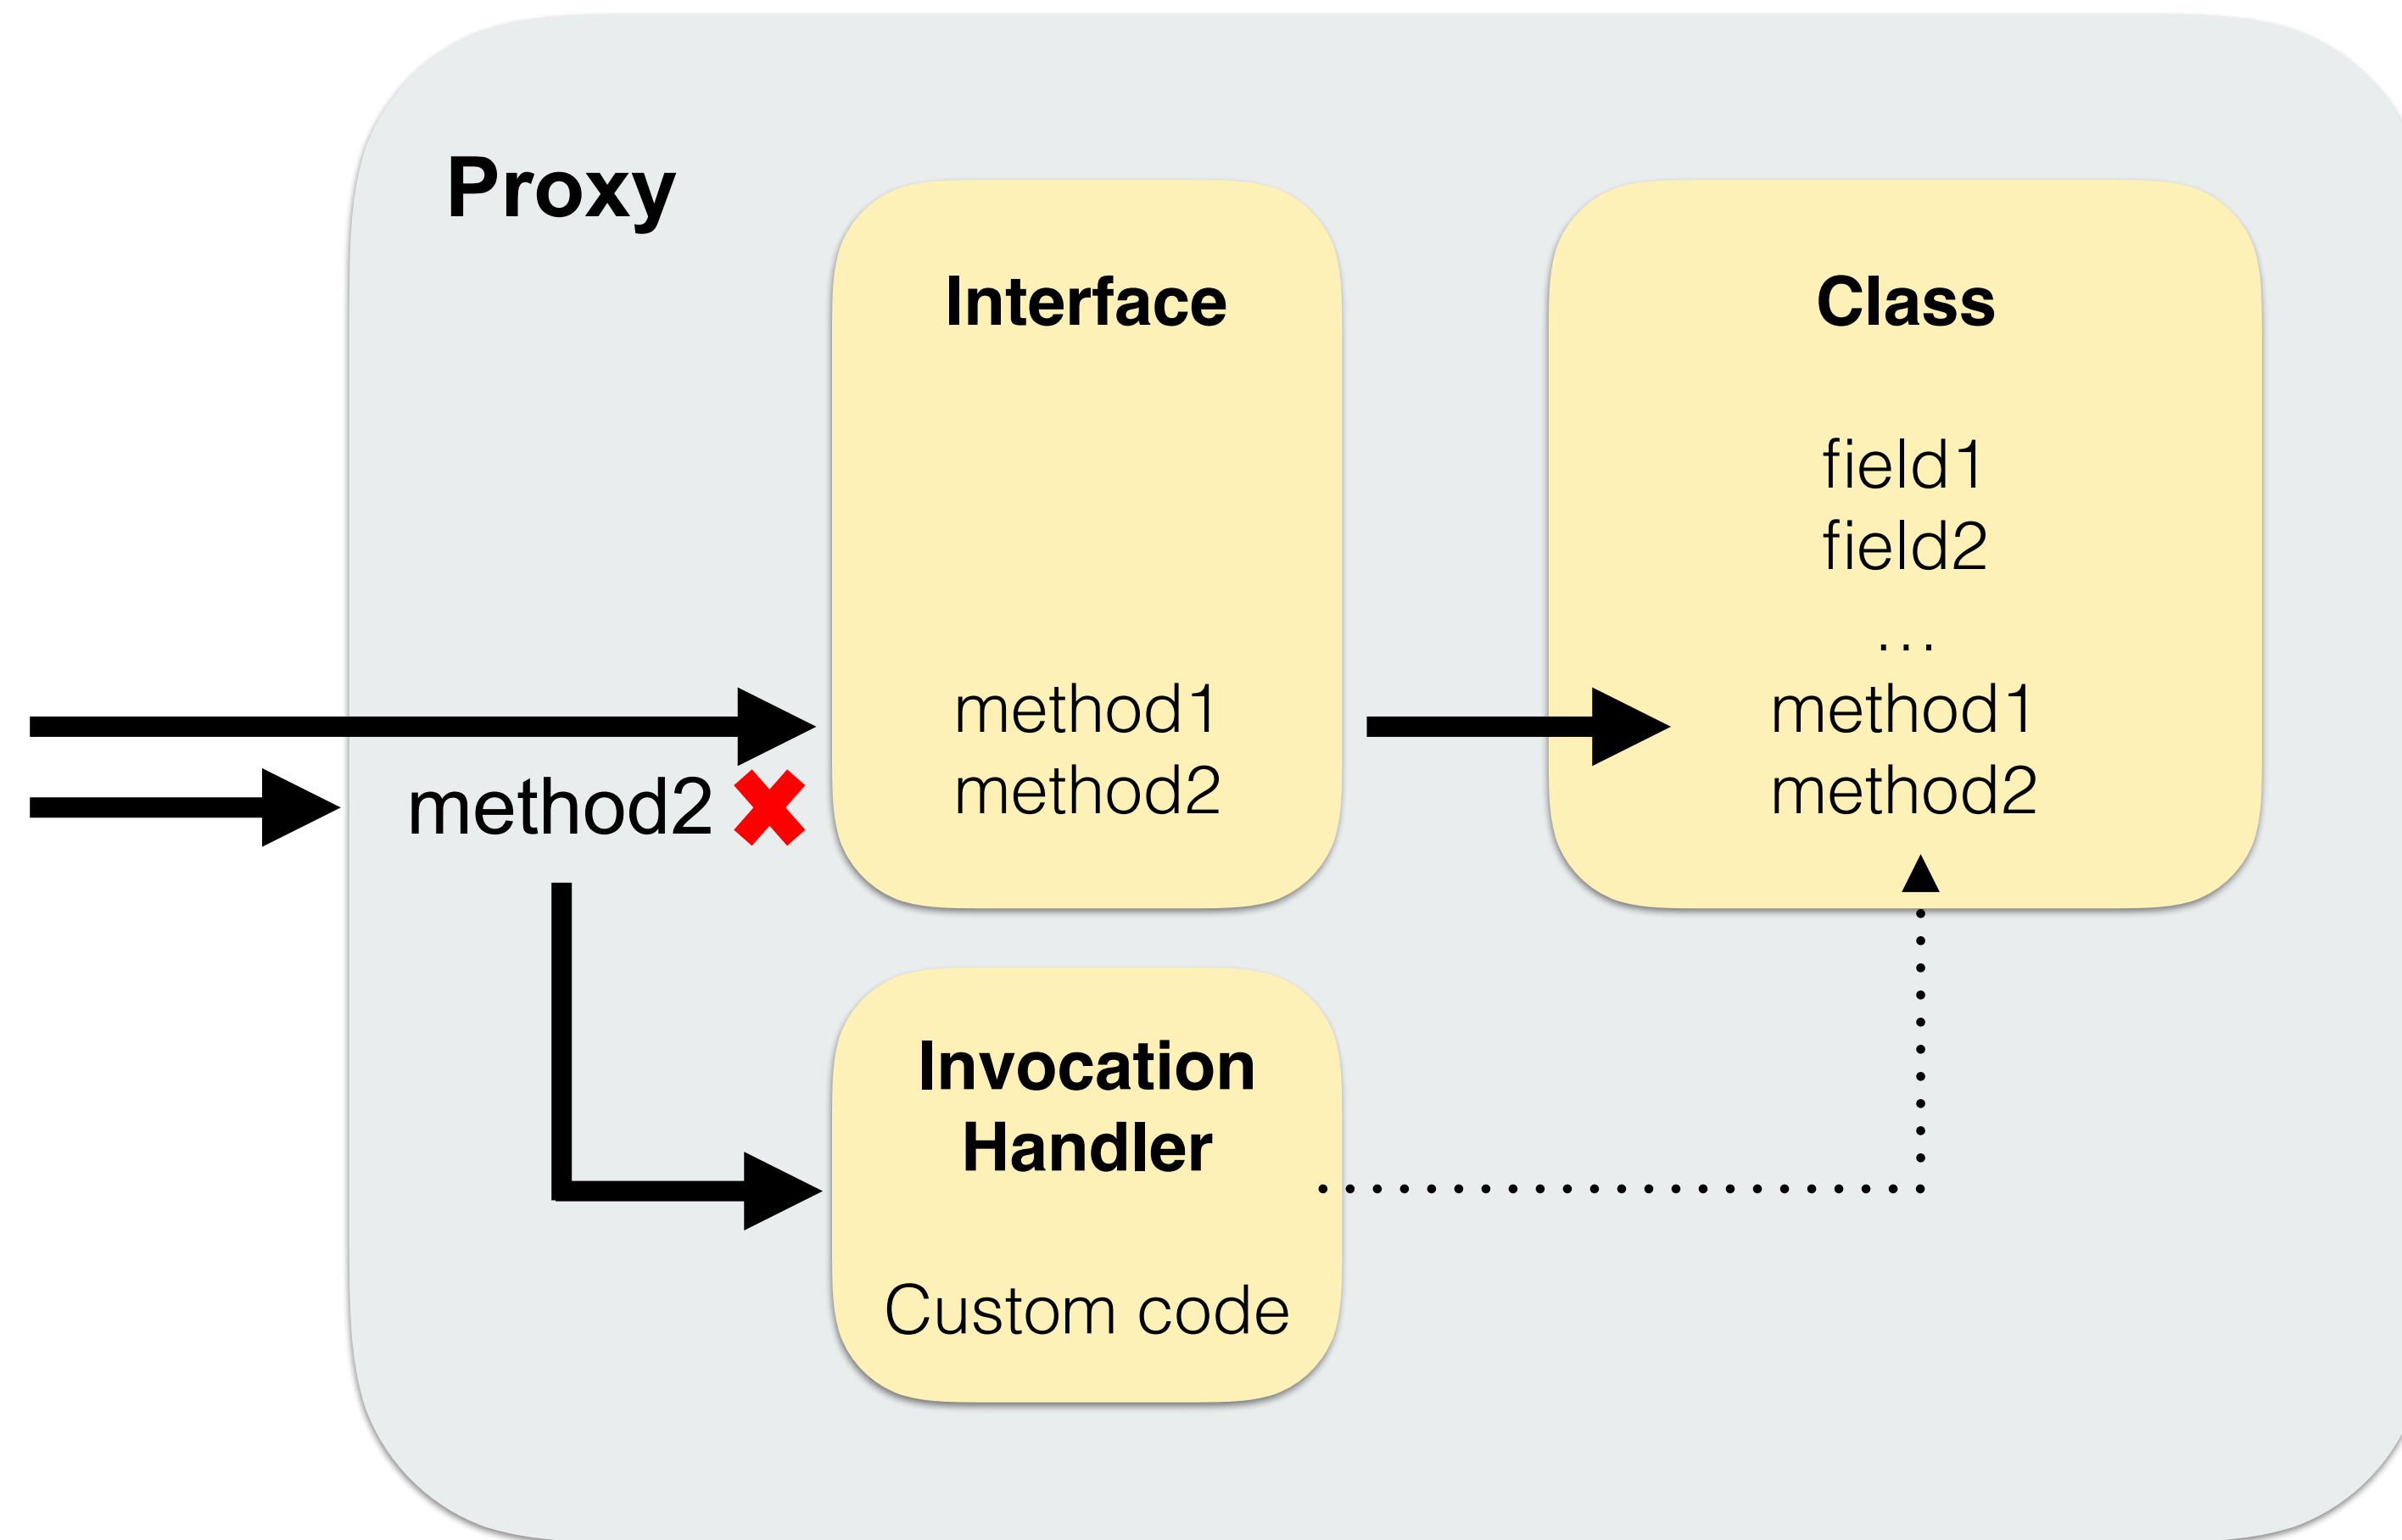 Proxy
Interface
method1
method2
Class
field1
field2
...
method1
method2
method2
Invocation
Handler
Custom code